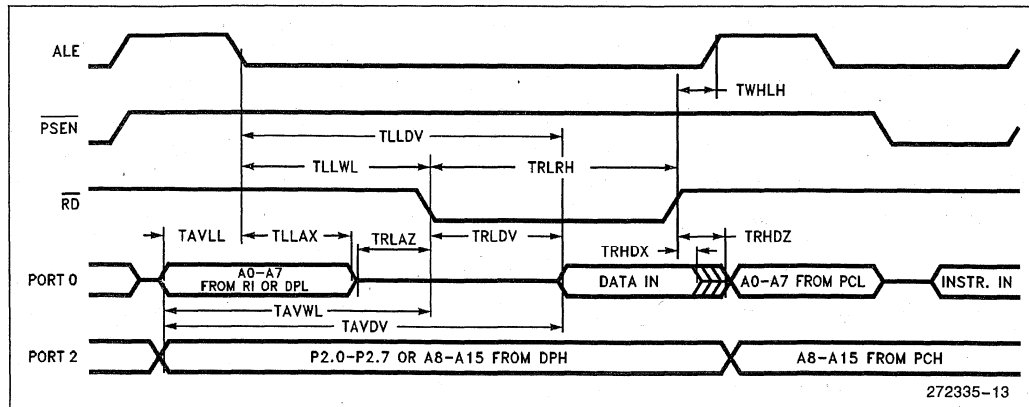 ALE
TWHLH
PSEN
TLLDV
TLLWL
TRLRH
RD
TAVLL
TLLAX
TRLAZ
TRLDV
TRHDX
TRHDZ
PORT 0
A0-A7
FROM RI OR DPL
DATA IN
A0-A7 FROM PCL
INSTR. IN
TAVWL
TAVDV
PORT 2
P2.0-P2.7 OR A8-A15 FROM DPH
A8-A15 FROM PCH
272335-13